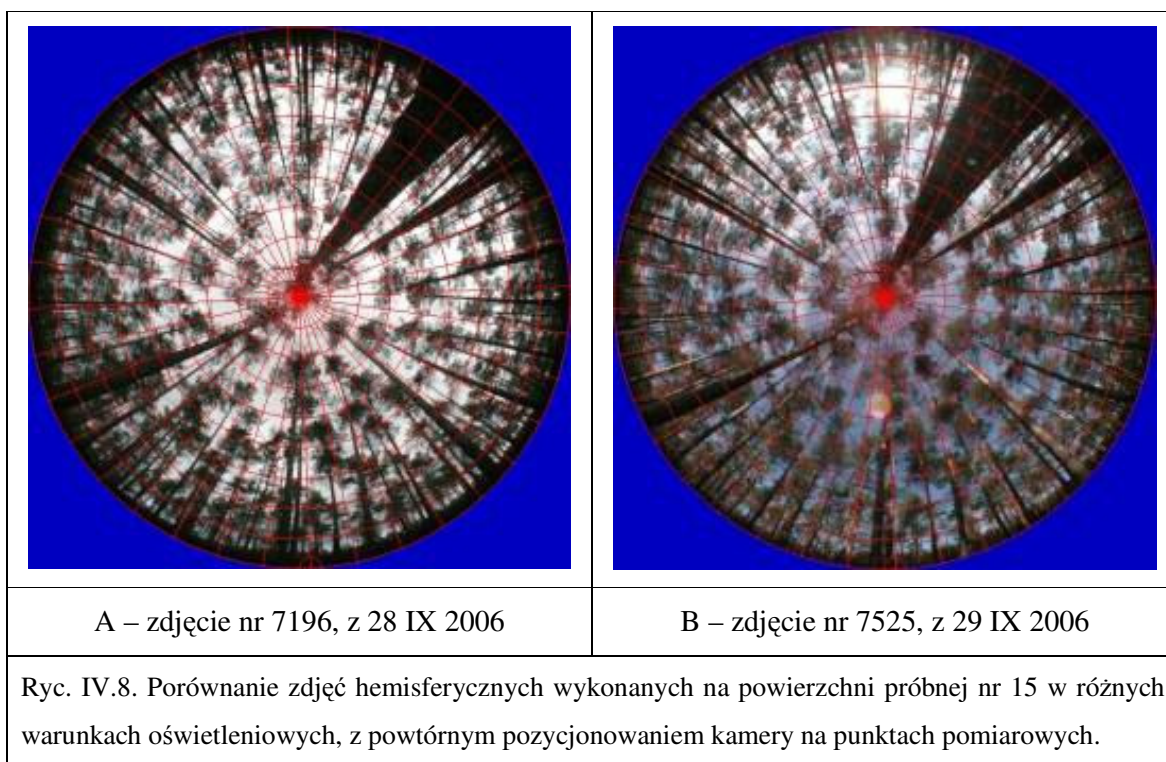 A – zdjęcie nr 7196, z 28 IX 2006
B – zdjęcie nr 7525, z 29 IX 2006
Ryc. IV.8. Porównanie zdjęć hemisferycznych wykonanych na powierzchni próbnej nr 15 w różnych
warunkach oświetleniowych, z powtórnym pozycjonowaniem kamery na punktach pomiarowych.